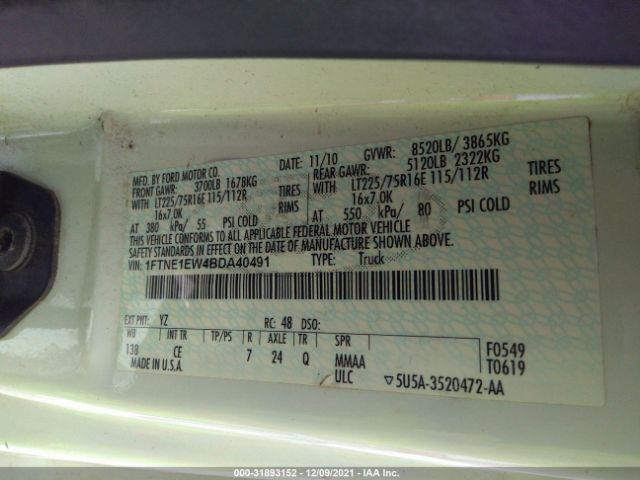 MFD. BY FORD MOTOR CO.
DATE: 11/10 GVWR: 8520LB/ 3865KG
FRONT GAWR: 3700LB 1678KG
REAR GAWR: 5120LB 2322KG
WITH LT225/75R16E 115/112R TIRES
WITH LT225/75R16E 115/112R TIRES
16x7.0K RIMS
16x7.0K RIMS
AT 380 kPa/ 55 PSI COLD
AT 550 kPa/ 80 PSI COLD
THIS VEHICLE CONFORMS TO ALL APPLICABLE FEDERAL MOTOR VEHICLE
SAFETY STANDARDS IN EFFECT ON THE DATE OF MANUFACTURE SHOWN ABOVE.
VIN: 1FTNE1EW4BDA40491 TYPE: Truck
EXT PNT: YZ RC: 48 DSO:
WB INT TR TP/PS R AXLE TR SPR
138 CE 7 24 Q MMAA F0549
MADE IN U.S.A. ULC T0619
▽5U5A-3520472-AA
000-31893152 - 12/09/2021 - IAA Inc.